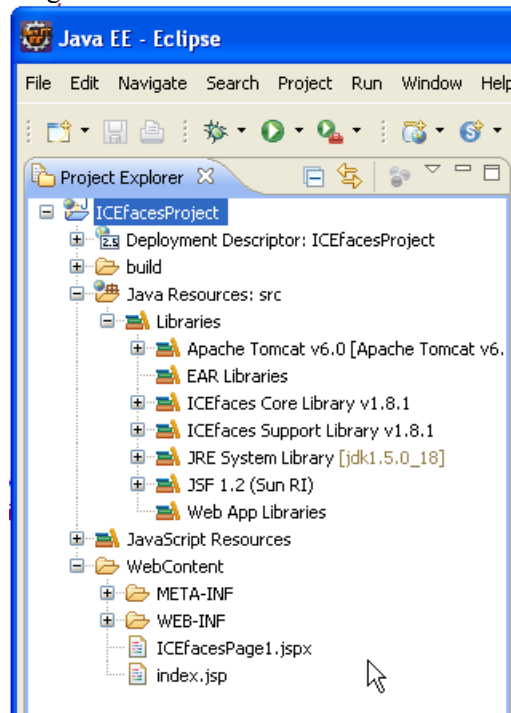 Java EE - Eclipse
File Edit Navigate Search Project Run Window Help
Project Explorer
ICEfacesProject
2.5 Deployment Descriptor: ICEfacesProject
build
Java Resources: src
Libraries
Apache Tomcat v6.0 [Apache Tomcat v6.
EAR Libraries
ICEfaces Core Library v1.8.1
ICEfaces Support Library v1.8.1
JRE System Library [jdk1.5.0_18]
JSF 1.2 (Sun RI)
Web App Libraries
JavaScript Resources
WebContent
META-INF
WEB-INF
ICEfacesPage1.jspx
index.jsp